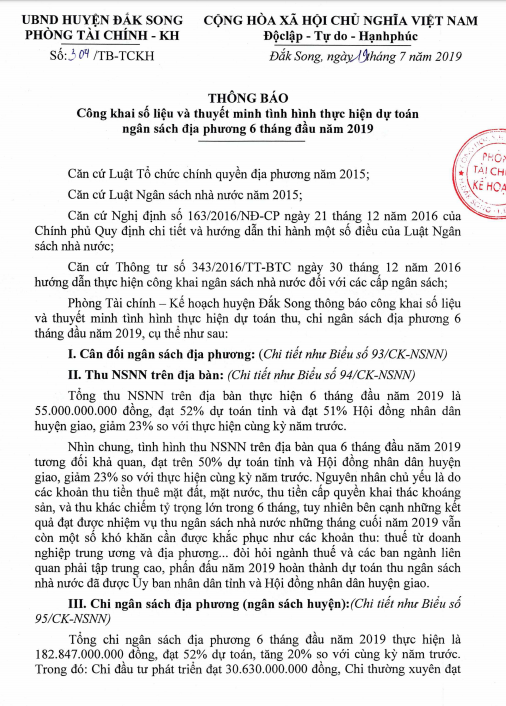 UBND HUYỆN ĐẮK SONG
PHÒNG TÀI CHÍNH - KH
Số: 304 /TB-TCKH
CỘNG HÒA XÃ HỘI CHỦ NGHĨA VIỆT NAM
Độclập - Tự do - Hạnhphúc
Đắk Song, ngày 19 tháng 7 năm 2019
THÔNG BÁO
Công khai số liệu và thuyết minh tình hình thực hiện dự toán
ngân sách địa phương 6 tháng đầu năm 2019
PHÒN
TÀI CHÍ
KẾ HOẠ
Căn cứ Luật Tổ chức chính quyền địa phương năm 2015;
Căn cứ Luật Ngân sách nhà nước năm 2015;
Căn cứ Nghị định số 163/2016/NĐ-CP ngày 21 tháng 12 năm 2016 của
Chính phủ Quy định chi tiết và hướng dẫn thi hành một số điều của Luật Ngân
sách nhà nước;
Căn cứ Thông tư số 343/2016/TT-BTC ngày 30 tháng 12 năm 2016
hướng dẫn thực hiện công khai ngân sách nhà nước đối với các cấp ngân sách;
Phòng Tài chính – Kế hoạch huyện Đắk Song thông báo công khai số liệu
và thuyết minh tình hình thực hiện dự toán thu, chi ngân sách địa phương 6
tháng đầu năm 2019, cụ thể như sau:
I. Cân đối ngân sách địa phương: (Chi tiết như Biểu số 93/CK-NSNN)
II. Thu NSNN trên địa bàn: (Chi tiết như Biểu số 94/CK-NSNN)
Tổng thu NSNN trên địa bàn thực hiện 6 tháng đầu năm 2019 là
55.000.000.000 đồng, đạt 52% dự toán tỉnh và đạt 51% Hội đồng nhân dân
huyện giao, giảm 23% so với thực hiện cùng kỳ năm trước.
Nhìn chung, tình hình thu NSNN trên địa bàn qua 6 tháng đầu năm 2019
tương đối khả quan, đạt trên 50% dự toán tỉnh và Hội đồng nhân dân huyện
giao, giảm 23% so với thực hiện cùng kỳ năm trước. Nguyên nhân chủ yếu là do
các khoản thu tiền thuê mặt đất, mặt nước, thu tiền cấp quyền khai thác khoáng
sản, và thu khác chiếm tỷ trọng lớn trong 6 tháng, tuy nhiên bên cạnh những kết
quả đạt được nhiệm vụ thu ngân sách nhà nước những tháng cuối năm 2019 vẫn
còn một số khó khăn cần được khắc phục như các khoản thu: thuế từ doanh
nghiệp trung ương và địa phương... đòi hỏi ngành thuế và các ban ngành liên
quan phải tập trung cao, phấn đấu năm 2019 hoàn thành dự toán thu ngân sách
nhà nước đã được Ủy ban nhân dân tỉnh và Hội đồng nhân dân huyện giao.
III. Chi ngân sách địa phương (ngân sách huyện):(Chi tiết như Biểu số
95/CK-NSNN)
Tổng chi ngân sách địa phương 6 tháng đầu năm 2019 thực hiện là
182.847.000.000 đồng, đạt 52% dự toán, tăng 20% so với cùng kỳ năm trước.
Trong đó: Chi đầu tư phát triển đạt 30.630.000.000 đồng, Chi thường xuyên đạt